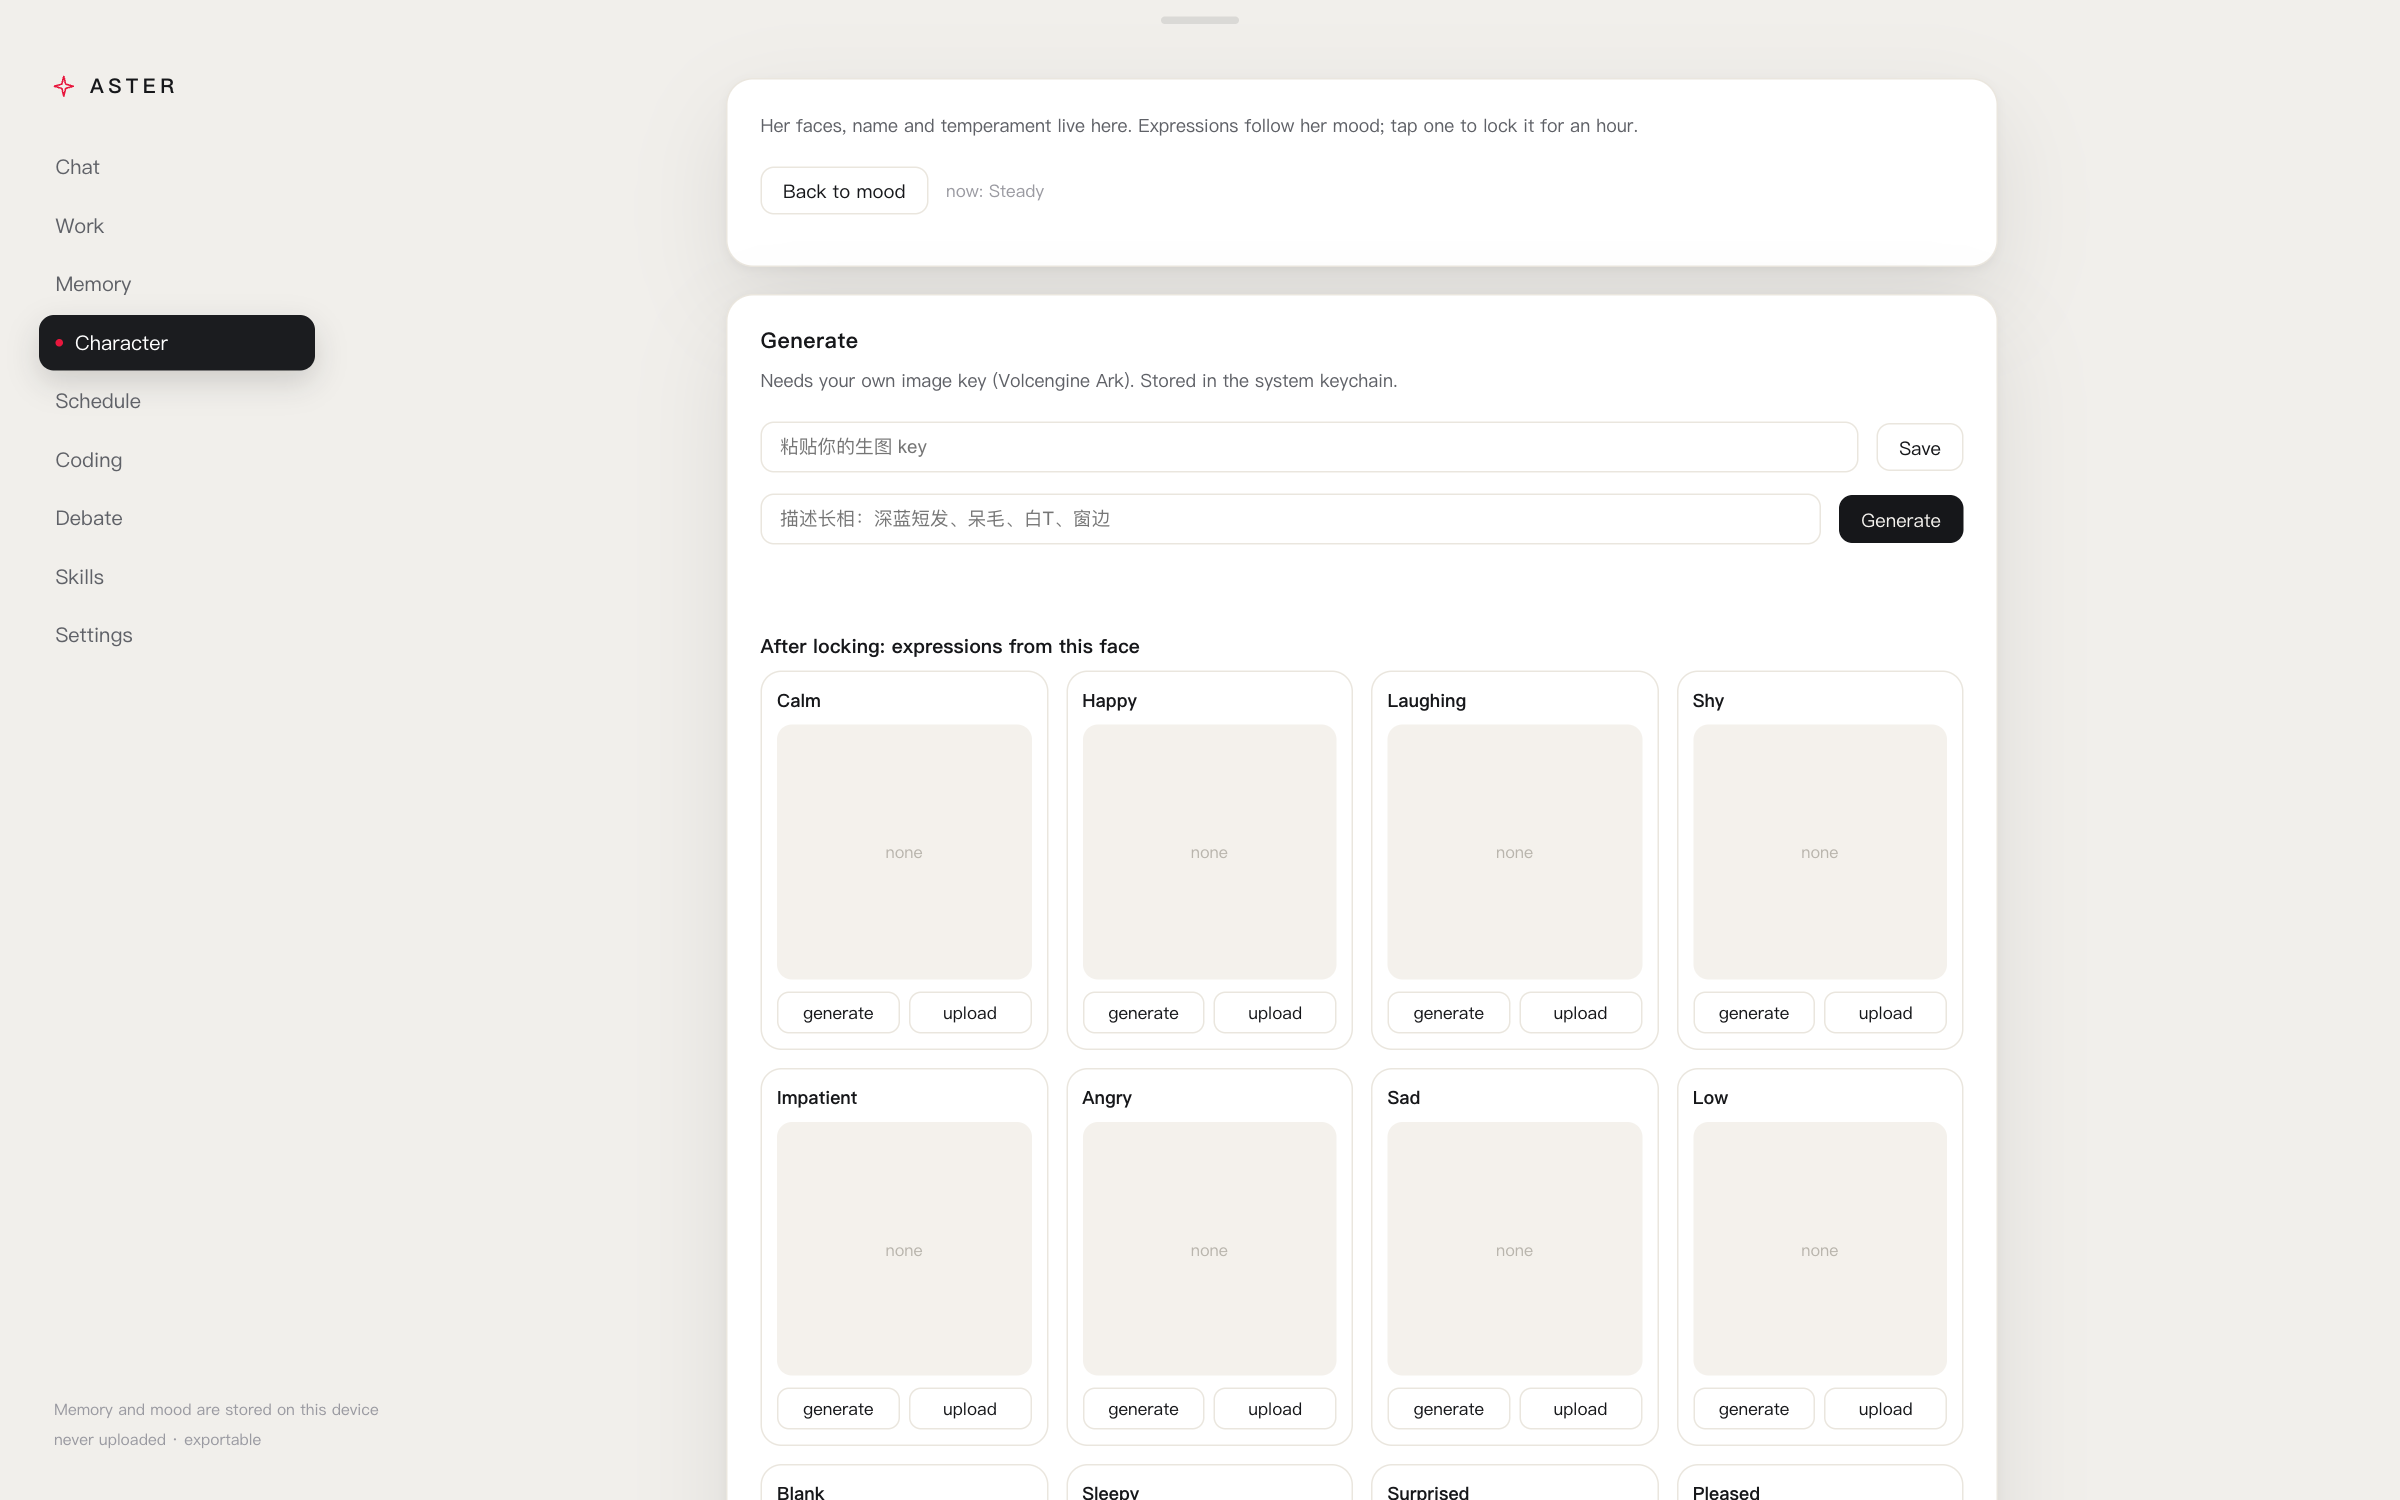 ASTER
Chat
Work
Memory
Character
Schedule
Coding
Debate
Skills
Settings
Memory and mood are stored on this device
never uploaded · exportable
Her faces, name and temperament live here. Expressions follow her mood; tap one to lock it for an hour.
Back to mood now: Steady
Generate
Needs your own image key (Volcengine Ark). Stored in the system keychain.
粘贴你的生图 key Save
描述长相：深蓝短发、呆毛、白T、窗边 Generate
After locking: expressions from this face
Calm Happy Laughing Shy
none none none none
generate upload generate upload generate upload generate upload
Impatient Angry Sad Low
none none none none
generate upload generate upload generate upload generate upload
Blank Sleepy Surprised Pleased